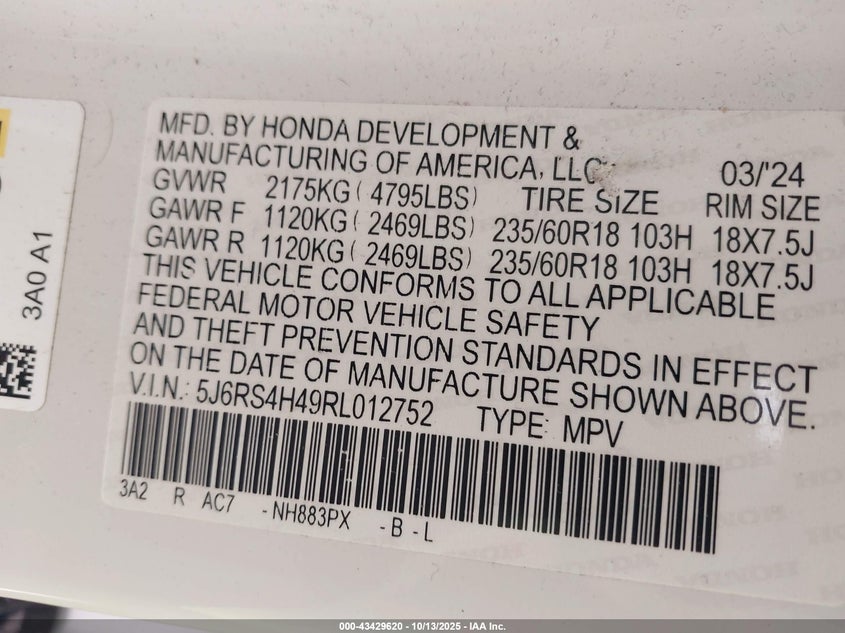 MFD. BY HONDA DEVELOPMENT &
MANUFACTURING OF AMERICA, LLC 03/'24
GVWR 2175KG ( 4795LBS) TIRE SIZE RIM SIZE
GAWR F 1120KG ( 2469LBS) 235/60R18 103H 18X7.5J
GAWR R 1120KG ( 2469LBS) 235/60R18 103H 18X7.5J
THIS VEHICLE CONFORMS TO ALL APPLICABLE
FEDERAL MOTOR VEHICLE SAFETY
AND THEFT PREVENTION STANDARDS IN EFFECT
ON THE DATE OF MANUFACTURE SHOWN ABOVE.
V.I.N.: 5J6RS4H49RL012752 TYPE: MPV
3A2 R AC7 -NH883PX -B-L
3A0 A1
000-43429620 - 10/13/2025 - IAA Inc.